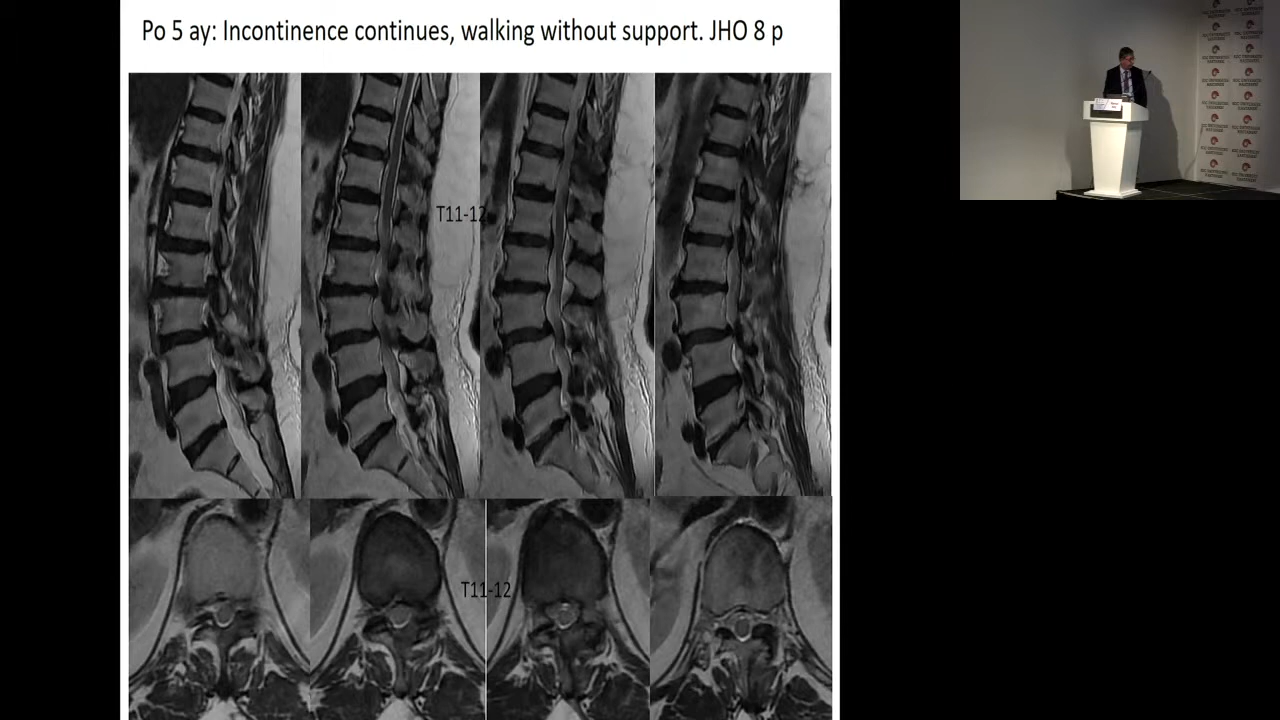 Po 5 ay: Incontinence continues, walking without support. JHO 8 p
T11-12
T11-12